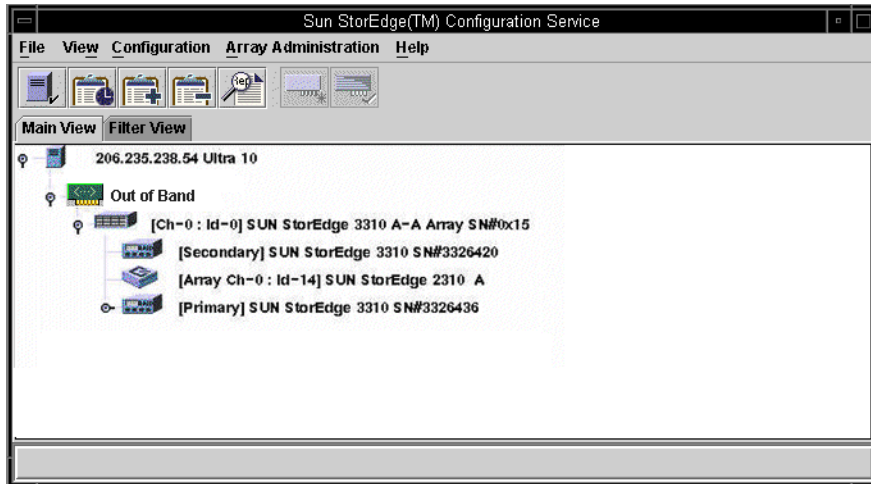 Sun StorEdge(TM) Configuration Service
File View Configuration Array Administration Help
Rep
Main View Filter View
206.235.238.54 Ultra 10
Out of Band
[Ch-0 : Id-0] SUN StorEdge 3310 A-A Array SN#0x15
[Secondary] SUN StorEdge 3310 SN#3326420
[Array Ch-0 : Id-14] SUN StorEdge 2310 A
[Primary] SUN StorEdge 3310 SN#3326436